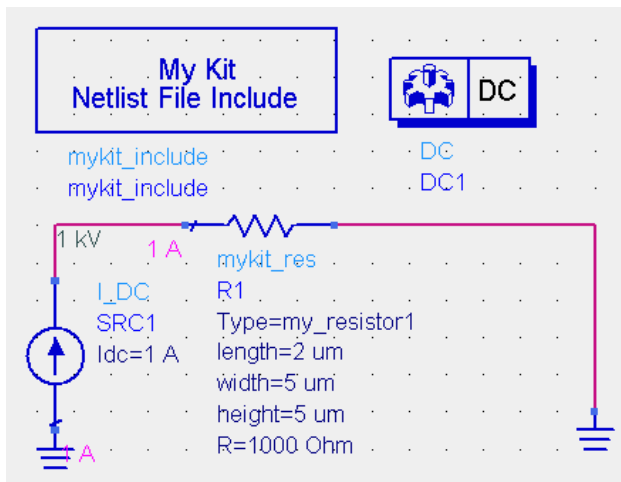 My Kit
Netlist File Include
DC
mykit_include
mykit_include
DC
DC1
1 kV
1 A
mykit_res
R1
Type=my_resistor1
length=2 um
width=5 um
height=5 um
R=1000 Ohm
I_DC
SRC1
Idc=1 A
1 A